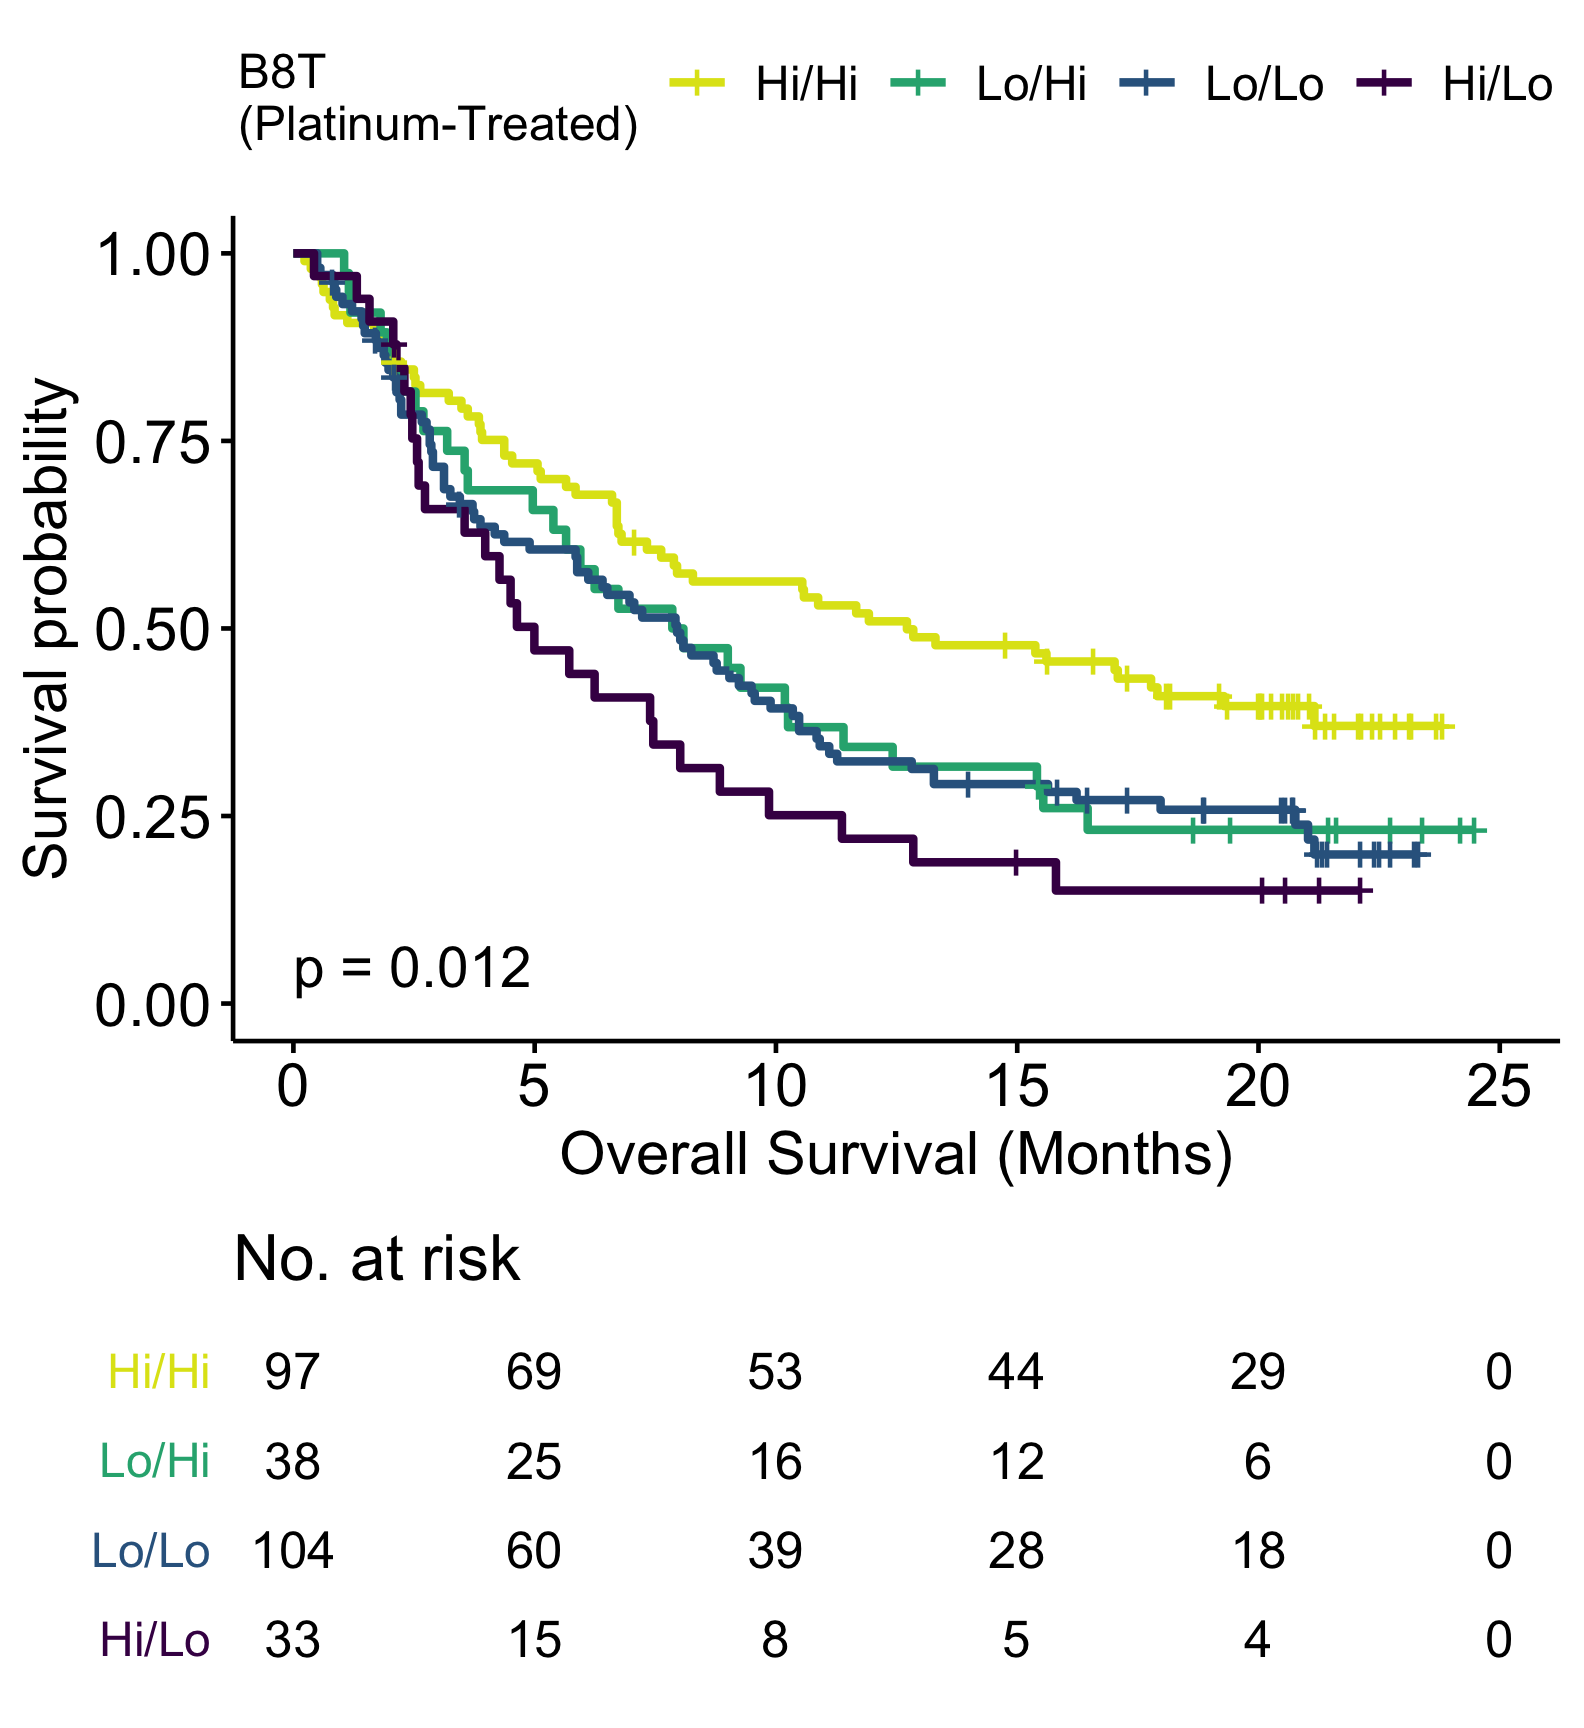 B8T
(Platinum-Treated)
Hi/Hi Lo/Hi Lo/Lo Hi/Lo
Survival probability
1.00
0.75
0.50
0.25
0.00
p = 0.012
0 5 10 15 20 25
Overall Survival (Months)
No. at risk
Hi/Hi 97 69 53 44 29 0
Lo/Hi 38 25 16 12 6 0
Lo/Lo 104 60 39 28 18 0
Hi/Lo 33 15 8 5 4 0